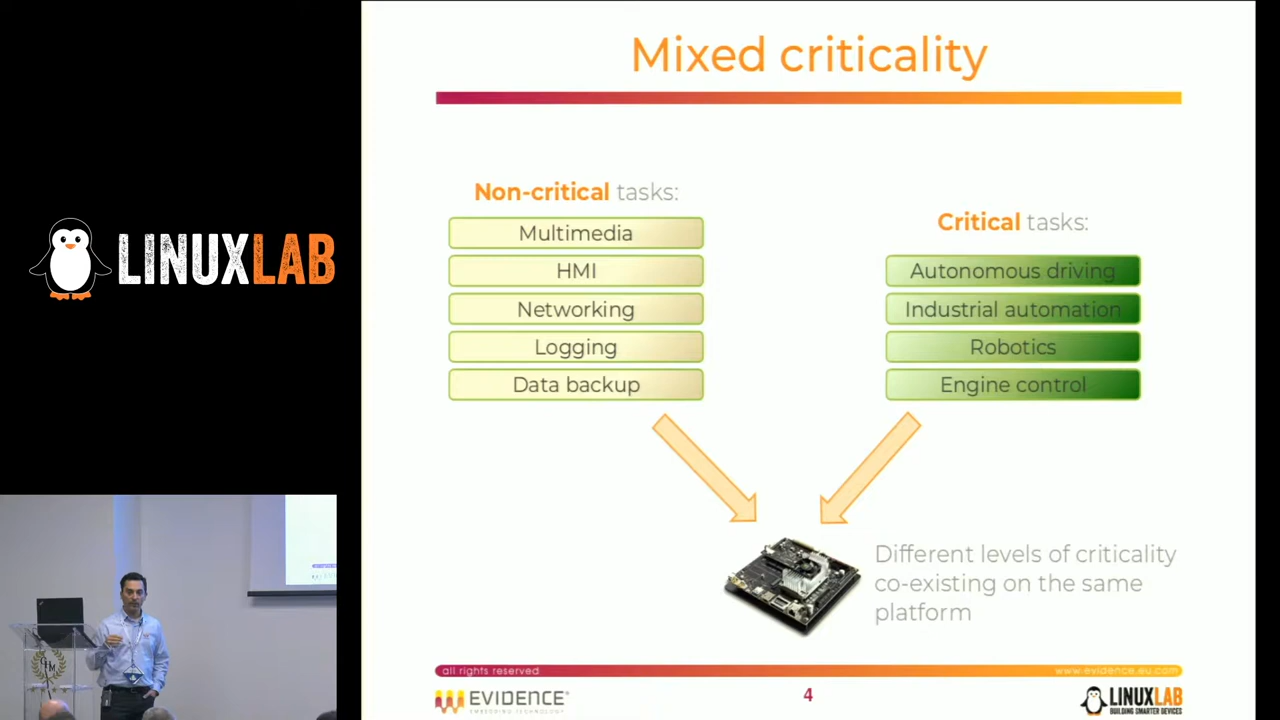 Mixed criticality
LINUXLAB
Non-critical tasks:
Multimedia
HMI
Networking
Logging
Data backup
Critical tasks:
Autonomous driving
Industrial automation
Robotics
Engine control
Different levels of criticality
co-existing on the same
platform
all rights reserved
www.evidence.eu.com
EVIDENCE®
EMBEDDING TECHNOLOGY
4
LINUXLAB
BUILDING SMARTER DEVICES